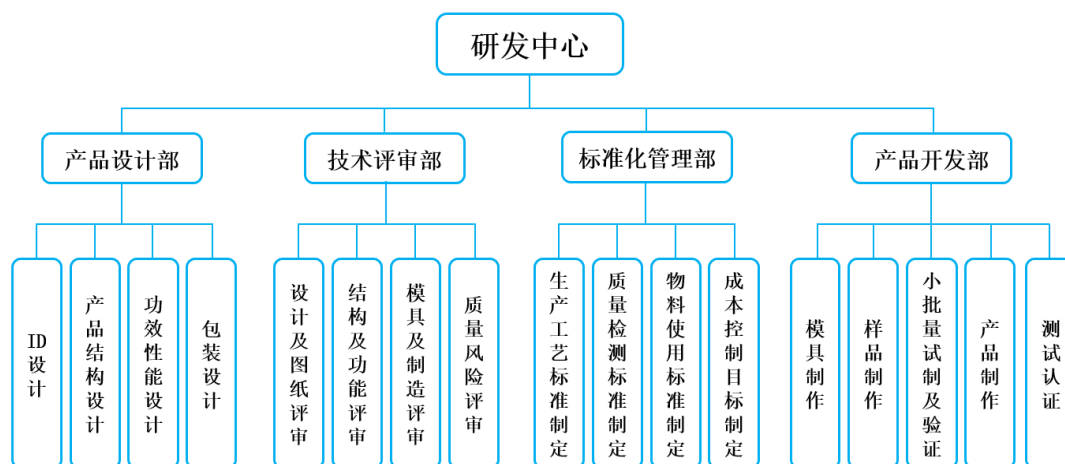 研发中心
产品设计部
技术评审部
标准化管理部
产品开发部
ID设计
产品结构设计
功效性能设计
包装设计
设计及图纸评审
结构及功能评审
模具及制造评审
质量风险评审
生产工艺标准制定
质量检测标准制定
物料使用标准制定
成本控制目标制定
模具制作
样品制作
小批量试制及验证
产品制作
测试认证